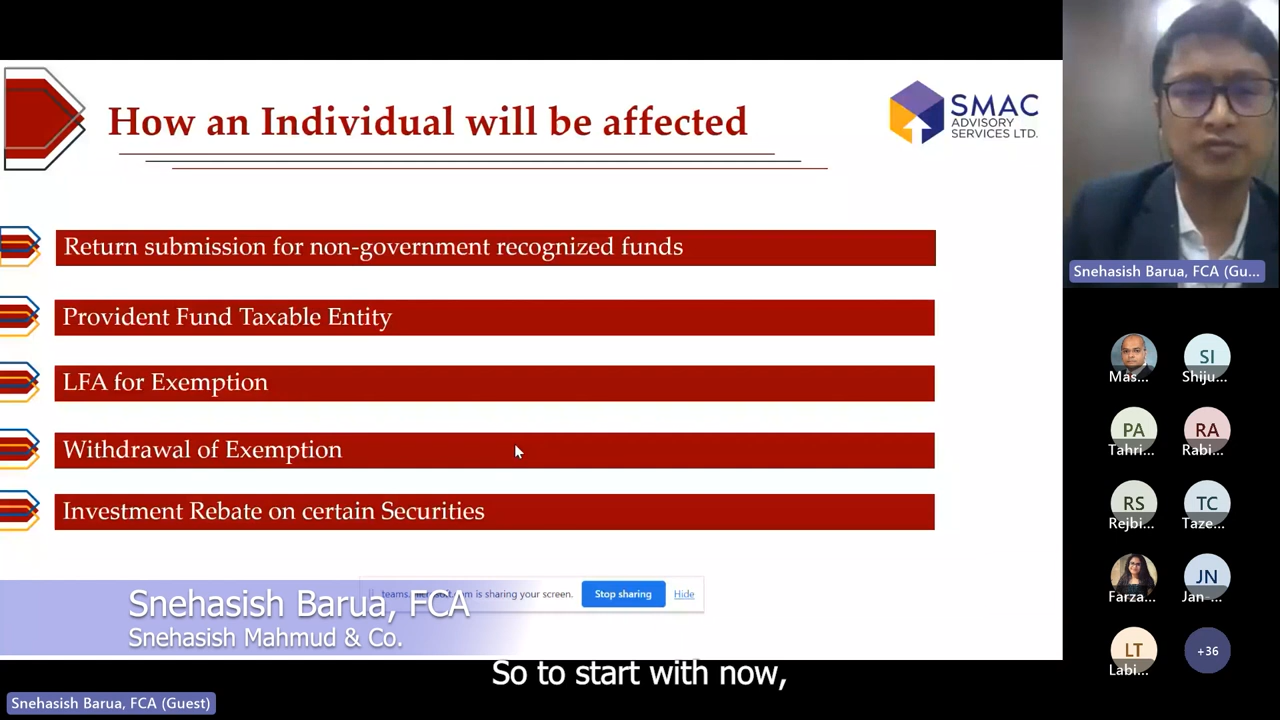 How an Individual will be affected
SMAC
ADVISORY
SERVICES LTD.
Return submission for non-government recognized funds
Provident Fund Taxable Entity
LFA for Exemption
Withdrawal of Exemption
Investment Rebate on certain Securities
is sharing your screen.
Stop sharing
Hide
Snehasish Barua, FCA
Snehasish Mahmud & Co.
So to start with now,
Snehasish Barua, FCA (Guest)
Snehasish Barua, FCA (Gu...
Mas...
SI
Shiju...
PA
Tahri...
RA
Rabi...
RS
Rejbi...
TC
Taze...
Farza...
JN
Jan-...
LT
Labi...
+36